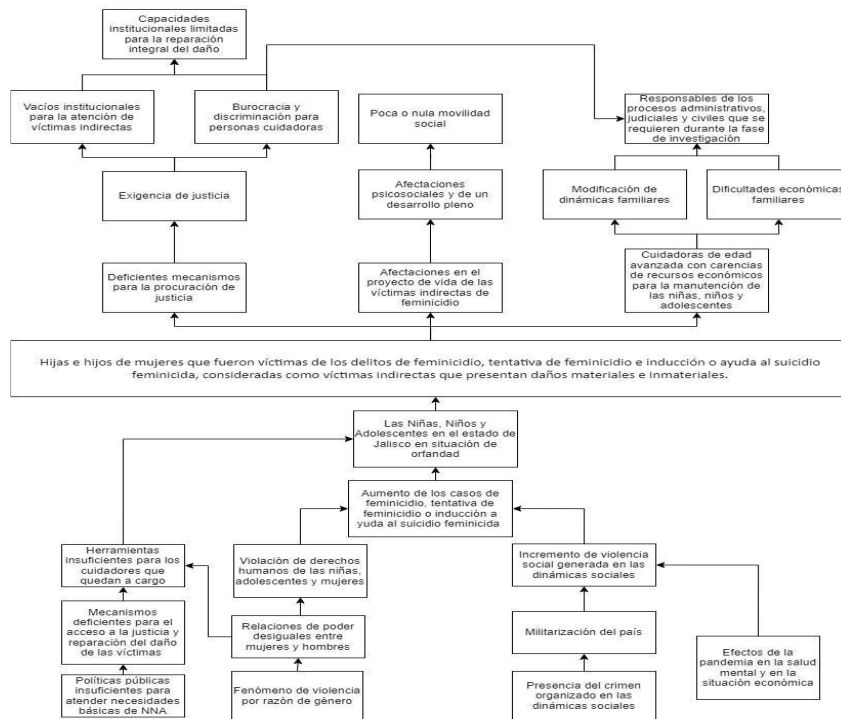 Capacidades
institucionales limitadas
para la reparación
integral del daño
Vacíos institucionales
para la atención de
víctimas indirectas
Burocracia y
discriminación para
personas cuidadoras
Poca o nula movilidad
social
Responsables de los
procesos administrativos,
judiciales y civiles que se
requieren durante la fase
de investigación
Exigencia de justicia
Afectaciones
psicosociales y de un
desarrollo pleno
Modificación de
dinámicas familiares
Dificultades económicas
familiares
Deficientes mecanismos
para la procuración de
justicia
Afectaciones en el
proyecto de vida de las
víctimas indirectas de
feminicidio
Cuidadoras de edad
avanzada con carencias
de recursos económicos
para la manutención de
las niñas, niños y
adolescentes
Hijas e hijos de mujeres que fueron víctimas de los delitos de feminicidio, tentativa de feminicidio e inducción o ayuda al suicidio
feminicida, consideradas como víctimas indirectas que presentan daños materiales e inmateriales.
Las Niñas, Niños y
Adolescentes en el estado de
Jalisco en situación de
orfandad
Aumento de los casos de
feminicidio, tentativa de
feminicidio o inducción a
yuda al suicidio feminicida
Herramientas
insuficientes para los
cuidadores que
quedan a cargo
Violación de derechos
humanos de las niñas,
adolescentes y mujeres
Incremento de violencia
social generada en las
dinámicas sociales
Mecanismos
deficientes para el
acceso a la justicia y
reparación del daño
de las víctimas
Relaciones de poder
desiguales entre
mujeres y hombres
Militarización del país
Efectos de la
pandemia en la salud
mental y en la
situación económica
Políticas públicas
insuficientes para
atender necesidades
básicas de NNA
Fenómeno de violencia
por razón de género
Presencia del crimen
organizado en las
dinámicas sociales